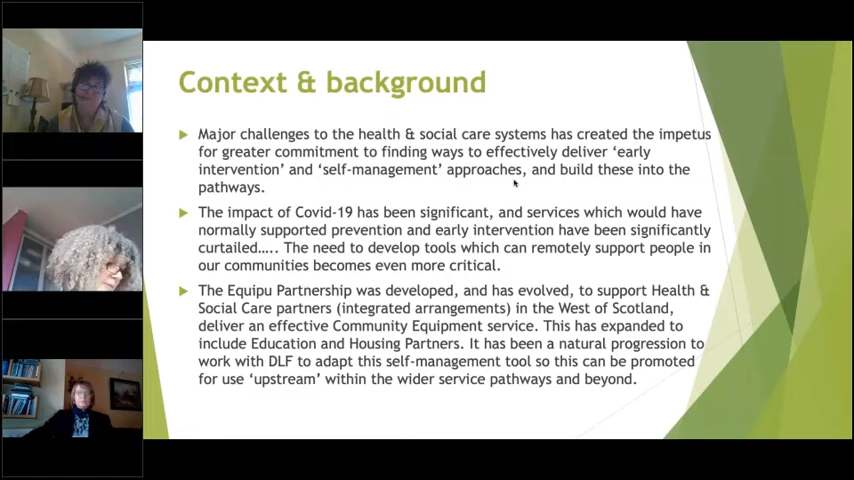 Context & background
Major challenges to the health & social care systems has created the impetus
for greater commitment to finding ways to effectively deliver ‘early
intervention’ and ‘self-management’ approaches, and build these into the
pathways.
The impact of Covid-19 has been significant, and services which would have
normally supported prevention and early intervention have been significantly
curtailed….. The need to develop tools which can remotely support people in
our communities becomes even more critical.
The Equipu Partnership was developed, and has evolved, to support Health &
Social Care partners (integrated arrangements) in the West of Scotland,
deliver an effective Community Equipment service. This has expanded to
include Education and Housing Partners. It has been a natural progression to
work with DLF to adapt this self-management tool so this can be promoted
for use ‘upstream’ within the wider service pathways and beyond.